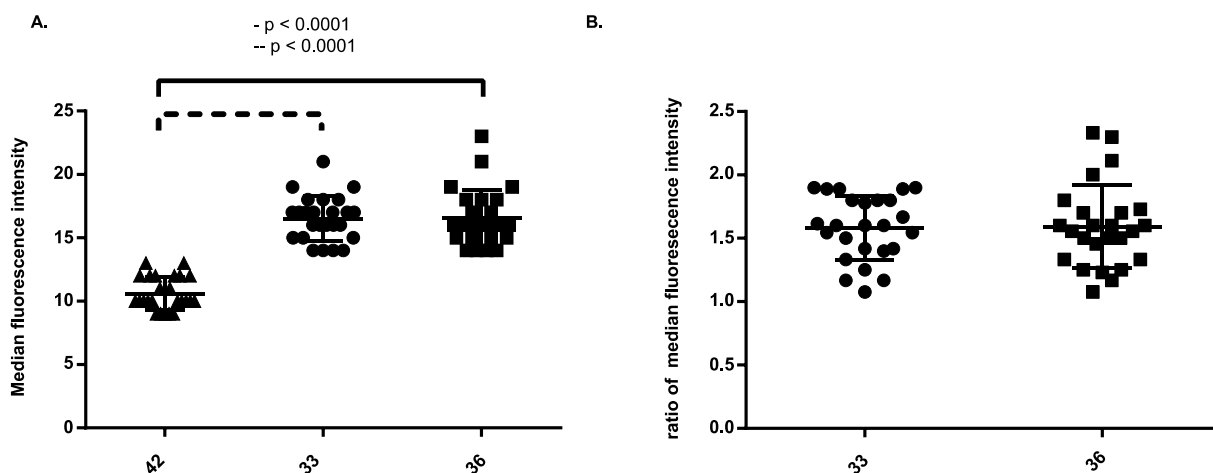 A.
- p < 0.0001
-- p < 0.0001
Median fluorescence intensity
25
20
15
10
5
0
42
33
36
B.
ratio of median fluoresecence intensity
2.5
2.0
1.5
1.0
0.5
0.0
33
36